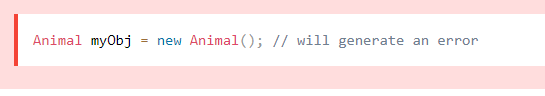 Animal myObj = new Animal(); // will generate an error